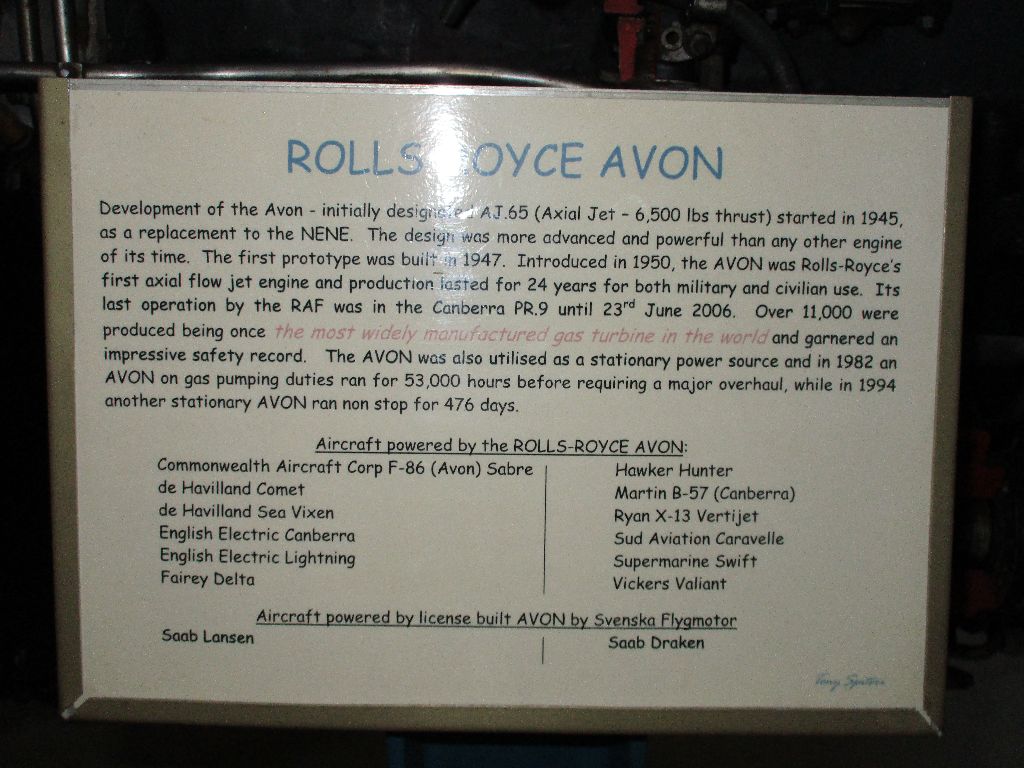 ROLLS-ROYCE AVON
Development of the Avon - initially designated AJ.65 (Axial Jet - 6,500 lbs thrust) started in 1945,
as a replacement to the NENE. The design was more advanced and powerful than any other engine
of its time. The first prototype was built in 1947. Introduced in 1950, the AVON was Rolls-Royce's
first axial flow jet engine and production lasted for 24 years for both military and civilian use. Its
last operation by the RAF was in the Canberra PR.9 until 23rd June 2006. Over 11,000 were
produced being once the most widely manufactured gas turbine in the world and garnered an
impressive safety record. The AVON was also utilised as a stationary power source and in 1982 an
AVON on gas pumping duties ran for 53,000 hours before requiring a major overhaul, while in 1994
another stationary AVON ran non stop for 476 days.
Aircraft powered by the ROLLS-ROYCE AVON:
Commonwealth Aircraft Corp F-86 (Avon) Sabre
de Havilland Comet
de Havilland Sea Vixen
English Electric Canberra
English Electric Lightning
Fairey Delta
Hawker Hunter
Martin B-57 (Canberra)
Ryan X-13 Vertijet
Sud Aviation Caravelle
Supermarine Swift
Vickers Valiant
Aircraft powered by license built AVON by Svenska Flygmotor
Saab Lansen
Saab Draken
Tony